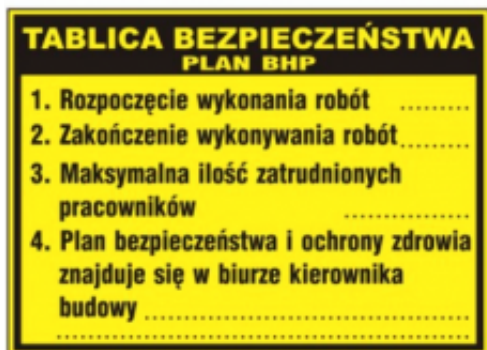 TABLICA BEZPIECZEŃSTWA
PLAN BHP
1. Rozpoczęcie wykonania robót .........
2. Zakończenie wykonywania robót.........
3. Maksymalna ilość zatrudnionych
pracowników ................
4. Plan bezpieczeństwa i ochrony zdrowia
znajduje się w biurze kierownika
budowy ..........................................
.....................................................